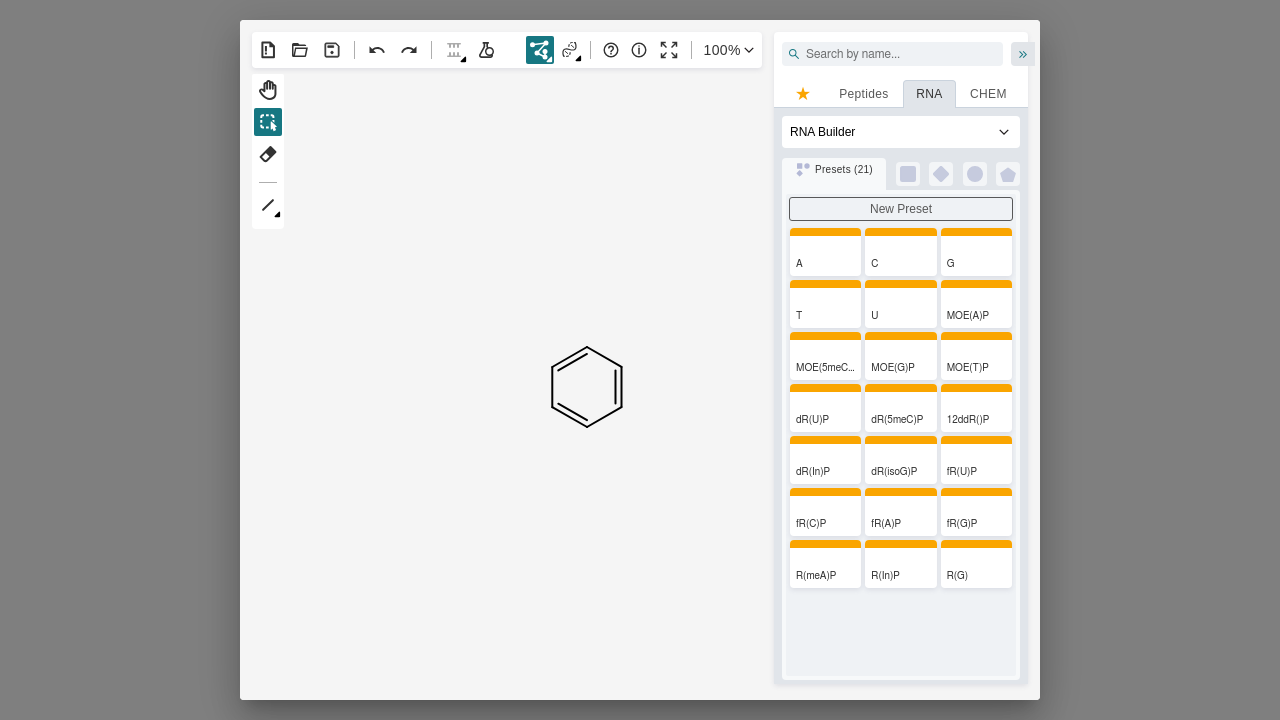 100%
Search by name...
Peptides RNA CHEM
RNA Builder
Presets (21)
New Preset
A C G
T U MOE(A)P
MOE(5meC... MOE(G)P MOE(T)P
dR(U)P dR(5meC)P 12ddR()P
dR(In)P dR(isoG)P fR(U)P
fR(C)P fR(A)P fR(G)P
R(meA)P R(In)P R(G)